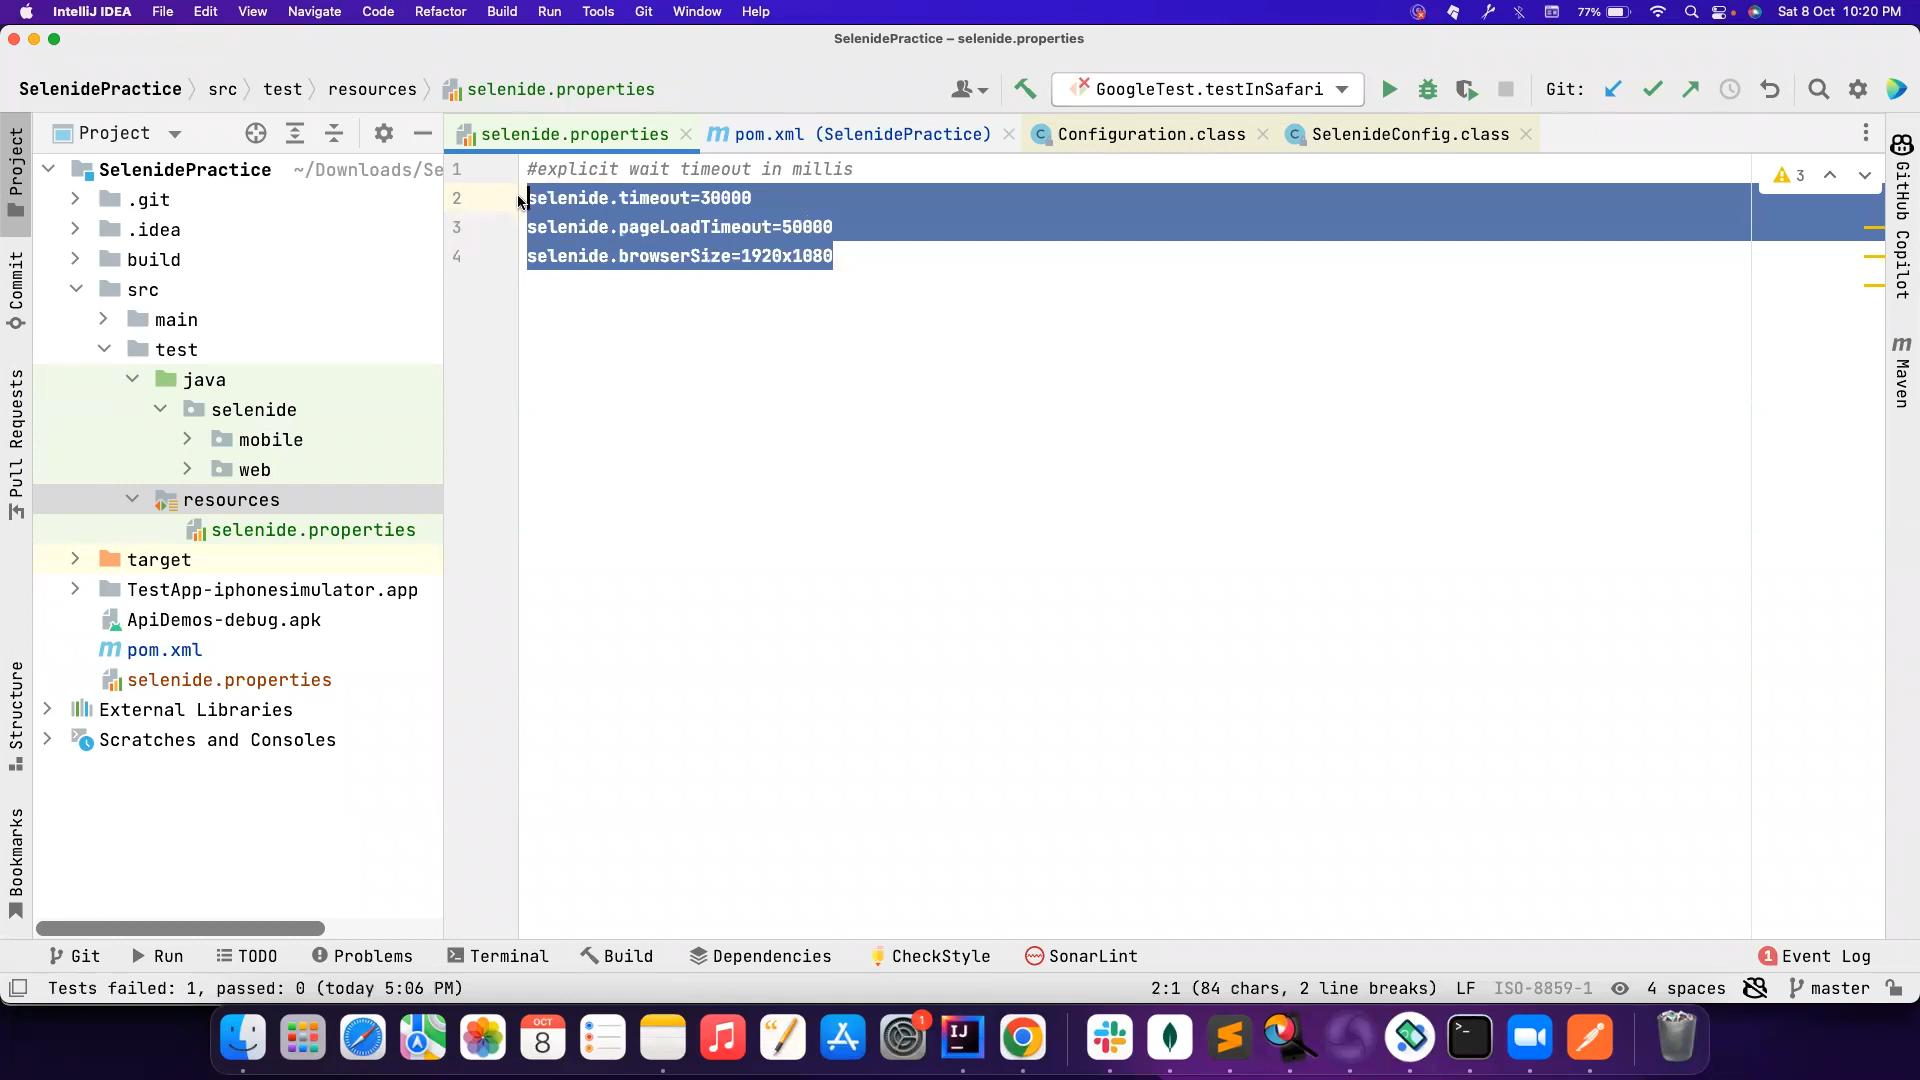 IntelliJ IDEA File Edit View Navigate Code Refactor Build Run Tools Git Window Help 77% Sat 8 Oct 10:20 PM
SelenidePractice – selenide.properties
SelenidePractice src test resources selenide.properties GoogleTest.testInSafari Git:
Project selenide.properties pom.xml (SelenidePractice) Configuration.class SelenideConfig.class
SelenidePractice ~/Downloads/Se
.git
.idea
build
src
main
test
java
selenide
mobile
web
resources
selenide.properties
target
TestApp-iphonesimulator.app
ApiDemos-debug.apk
pom.xml
selenide.properties
External Libraries
Scratches and Consoles
1 #explicit wait timeout in millis
2 selenide.timeout=30000
3 selenide.pageLoadTimeout=50000
4 selenide.browserSize=1920x1080
3
Project
Commit
Pull Requests
Structure
Bookmarks
GitHub Copilot
Maven
Git Run TODO Problems Terminal Build Dependencies CheckStyle SonarLint 1 Event Log
Tests failed: 1, passed: 0 (today 5:06 PM) 2:1 (84 chars, 2 line breaks) LF ISO-8859-1 4 spaces master
OCT
8
1
IJ